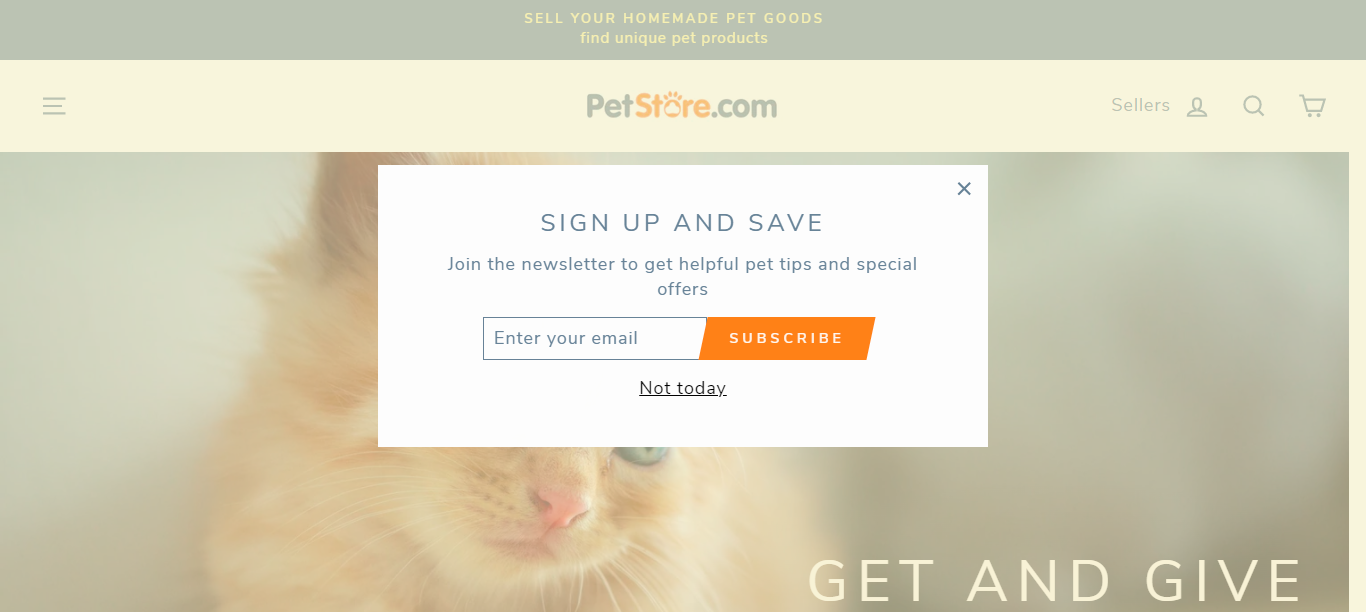 SELL YOUR HOMEMADE PET GOODS
find unique pet products
PetStore.com
Sellers
SIGN UP AND SAVE
Join the newsletter to get helpful pet tips and special
offers
Enter your email
SUBSCRIBE
Not today
GET AND GIVE